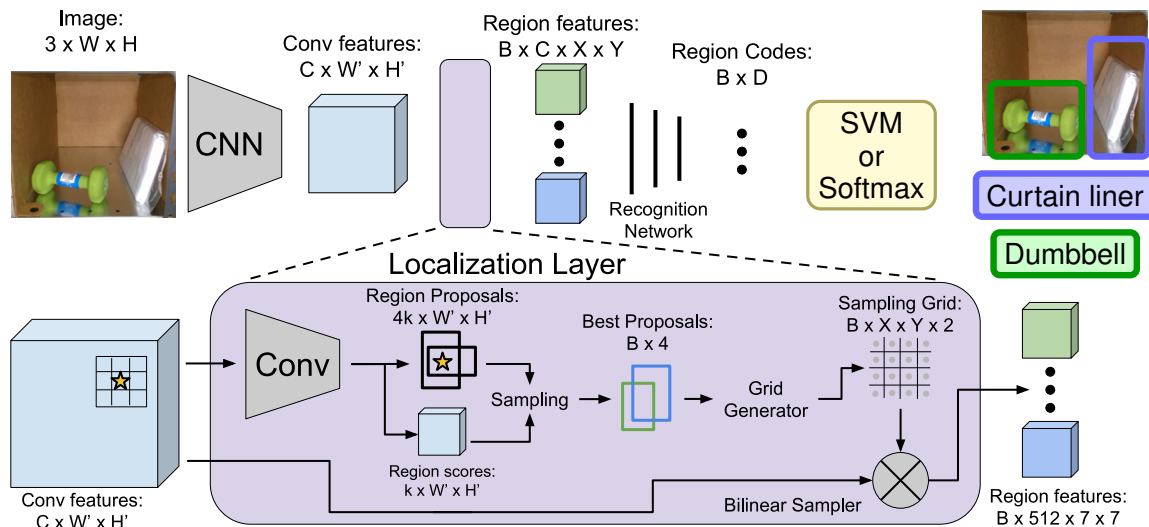 Image:
3 x W x H
Conv features:
C x W' x H'
Region features:
B x C x X x Y
Region Codes:
B x D
CNN
SVM
or
Softmax
Recognition
Network
Curtain liner
Dumbbell
Localization Layer
Region Proposals:
4k x W' x H'
Best Proposals:
B x 4
Sampling Grid:
B x X x Y x 2
Conv
Sampling
Grid
Generator
Region scores:
k x W' x H'
Bilinear Sampler
Conv features:
C x W' x H'
Region features:
B x 512 x 7 x 7